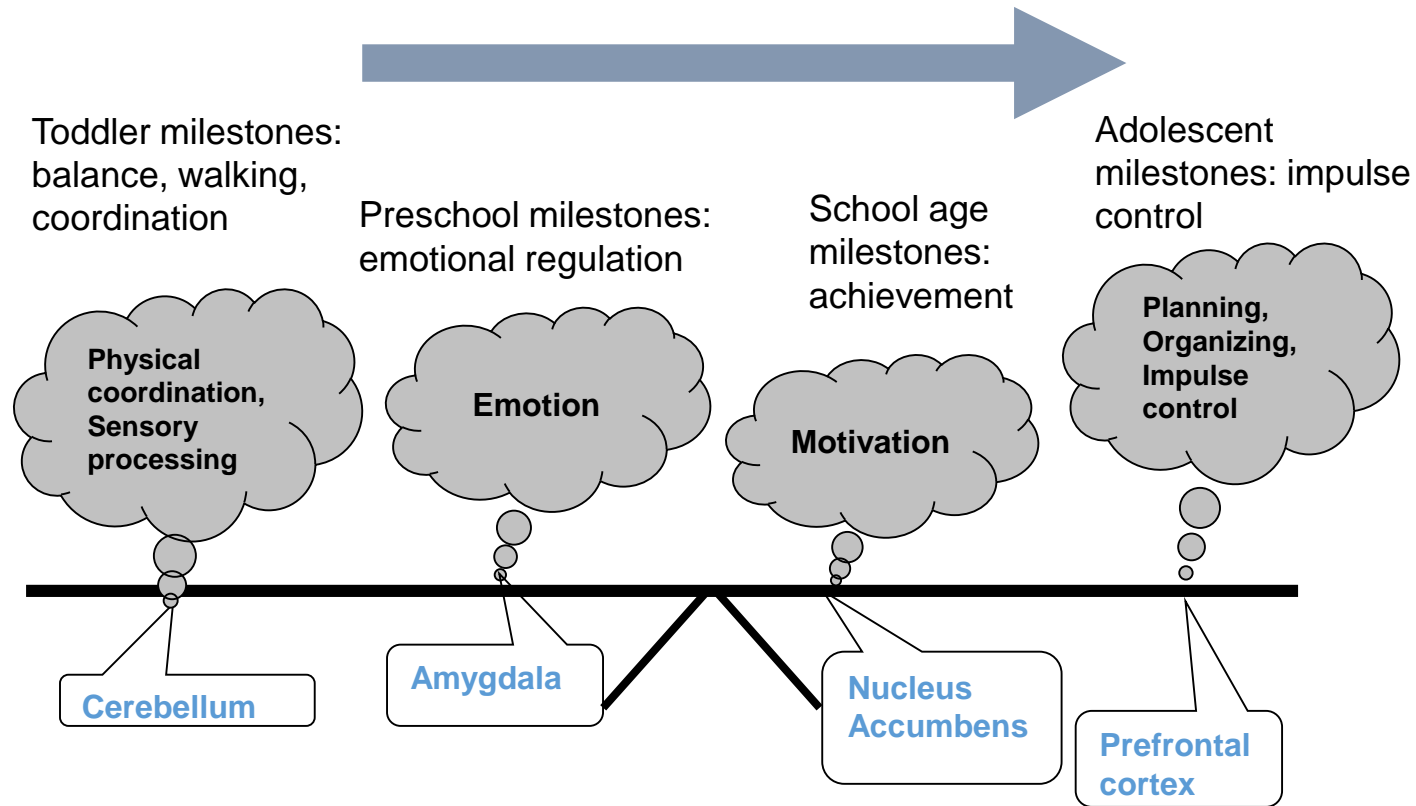 Toddler milestones:
balance, walking,
coordination
Preschool milestones:
emotional regulation
School age
milestones:
achievement
Adolescent
milestones: impulse
control
Physical
coordination,
Sensory
processing
Emotion
Motivation
Planning,
Organizing,
Impulse
control
Cerebellum
Amygdala
Nucleus
Accumbens
Prefrontal
cortex